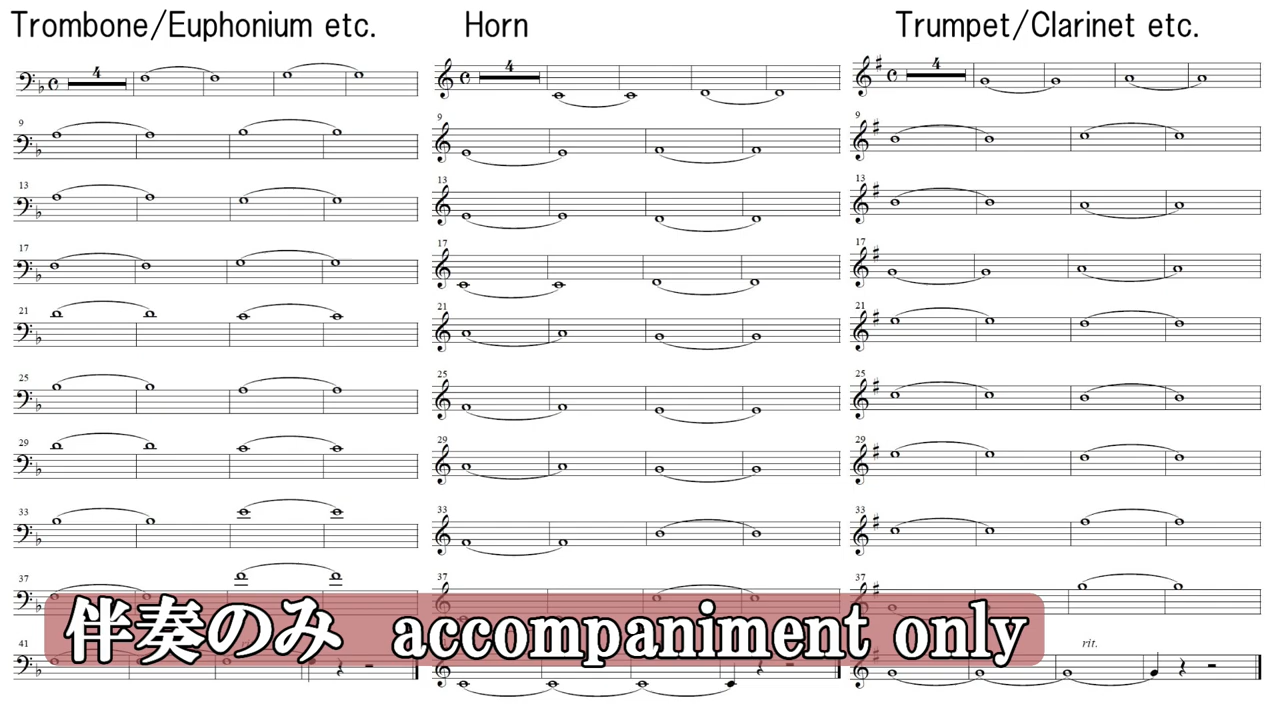 Trombone/Euphonium etc. Horn Trumpet/Clarinet etc.
4 4 4
9 9 9
13 13 13
17 17 17
21 21 21
25 25 25
29 29 29
33 33 33
37 37 37
伴奏のみ accompaniment only
41 rit.